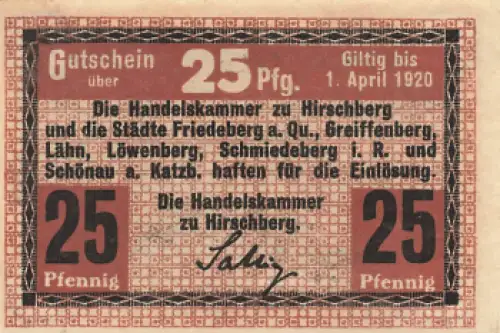 Gutschein
über
25 Pfg.
Giltig bis
1. April 1920
Die Handelskammer zu Hirschberg
und die Städte Friedeberg a. Qu., Greiffenberg,
Lähn, Löwenberg, Schmiedeberg i. R. und
Schönau a. Katzb. haften für die Einlösung.
Die Handelskammer
zu Hirschberg.
25
Pfennig
25
Pfennig